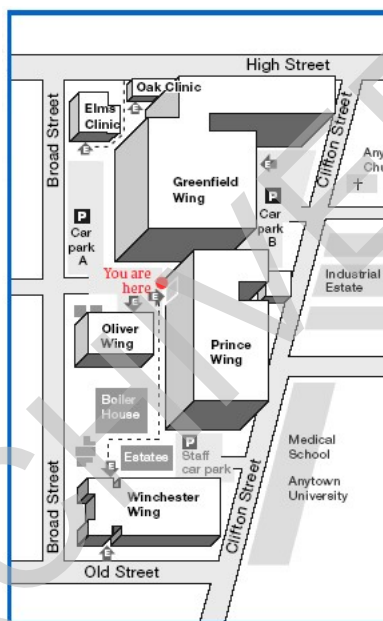 High Street
Oak Clinic
Elms
Clinic
E
E
Broad Street
Clifton Street
Greenfield
Wing
E
P
Car
park
B
P
Car
park
A
You are
here
E
E
Industrial
Estate
Oliver
Wing
Prince
Wing
Boiler
House
P
Staff
car park
Estates
Medical
School
Anytown
University
E
Winchester
Wing
Broad Street
Clifton Street
E
Old Street